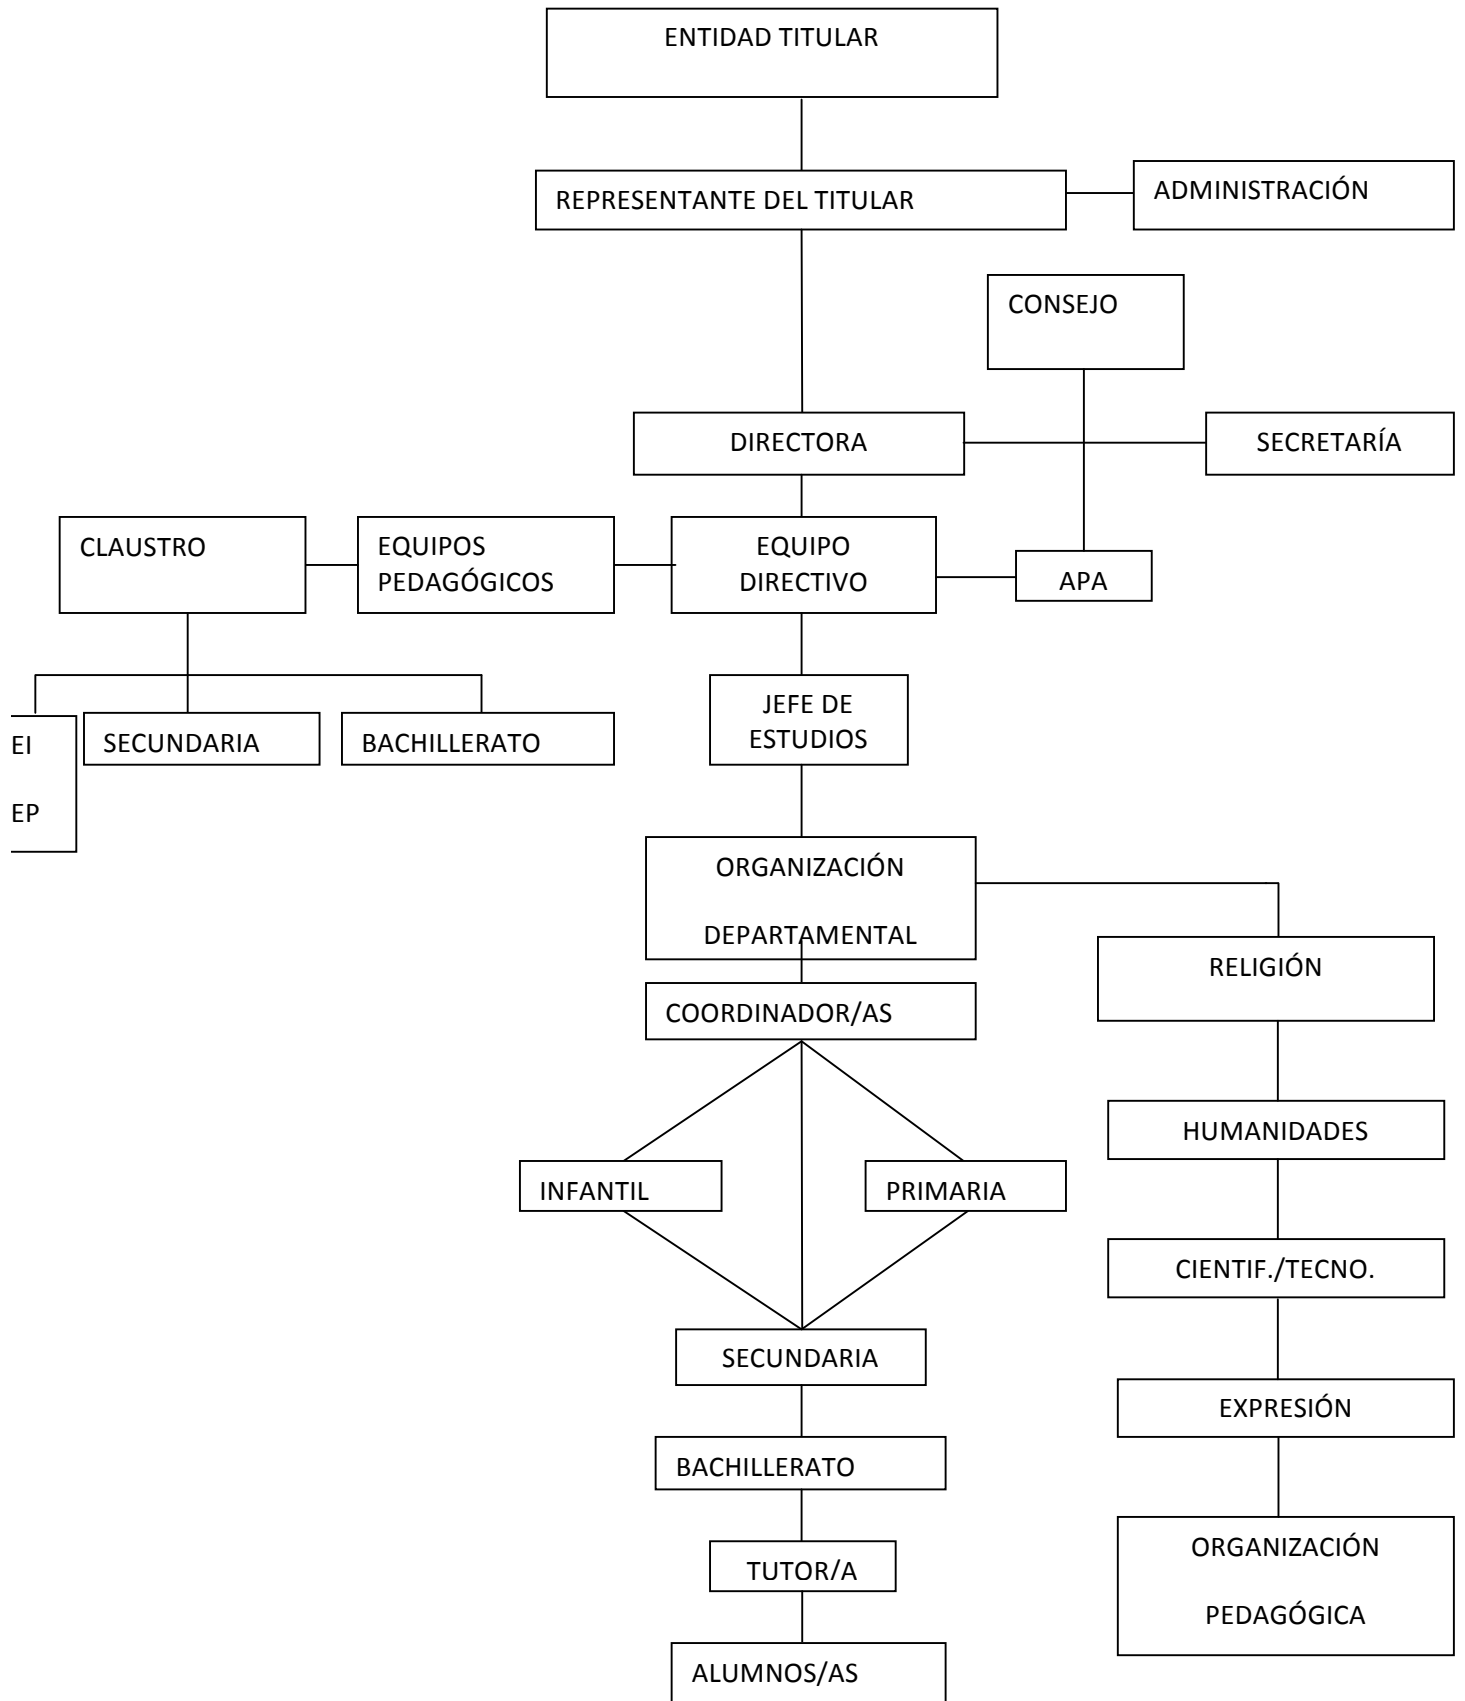 ENTIDAD TITULAR
REPRESENTANTE DEL TITULAR
ADMINISTRACIÓN
CONSEJO
DIRECTORA
SECRETARÍA
CLAUSTRO
EQUIPOS
PEDAGÓGICOS
EQUIPO
DIRECTIVO
APA
EI
EP
SECUNDARIA
BACHILLERATO
JEFE DE
ESTUDIOS
ORGANIZACIÓN
DEPARTAMENTAL
COORDINADOR/AS
INFANTIL
PRIMARIA
SECUNDARIA
BACHILLERATO
TUTOR/A
ALUMNOS/AS
RELIGIÓN
HUMANIDADES
CIENTIF./TECNO.
EXPRESIÓN
ORGANIZACIÓN
PEDAGÓGICA